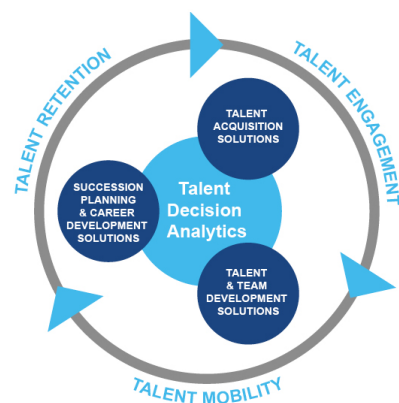 TALENT RETENTION
TALENT ENGAGEMENT
TALENT
ACQUISITION
SOLUTIONS
SUCCESSION
PLANNING
& CAREER
DEVELOPMENT
SOLUTIONS
Talent
Decision
Analytics
TALENT
& TEAM
DEVELOPMENT
SOLUTIONS
TALENT MOBILITY